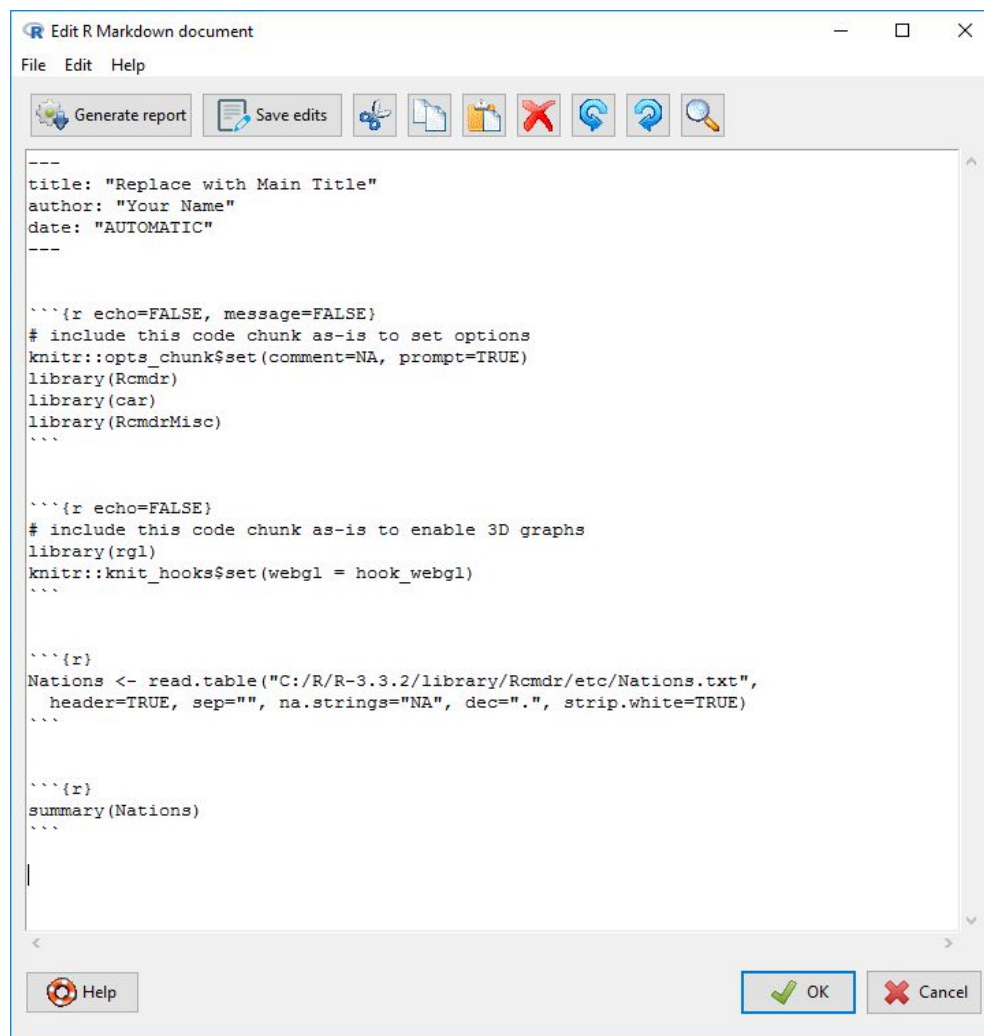 Edit R Markdown document
File Edit Help
Generate report Save edits
---
title: "Replace with Main Title"
author: "Your Name"
date: "AUTOMATIC"
---
```{r echo=FALSE, message=FALSE}
# include this code chunk as-is to set options
knitr::opts_chunk$set(comment=NA, prompt=TRUE)
library(Rcmdr)
library(car)
library(RcmdrMisc)
```
```{r echo=FALSE}
# include this code chunk as-is to enable 3D graphs
library(rgl)
knitr::knit_hooks$set(webgl = hook_webgl)
```
```{r}
Nations <- read.table("C:/R/R-3.3.2/library/Rcmdr/etc/Nations.txt",
  header=TRUE, sep="", na.strings="NA", dec=".", strip.white=TRUE)
```
```{r}
summary(Nations)
```
Help OK Cancel